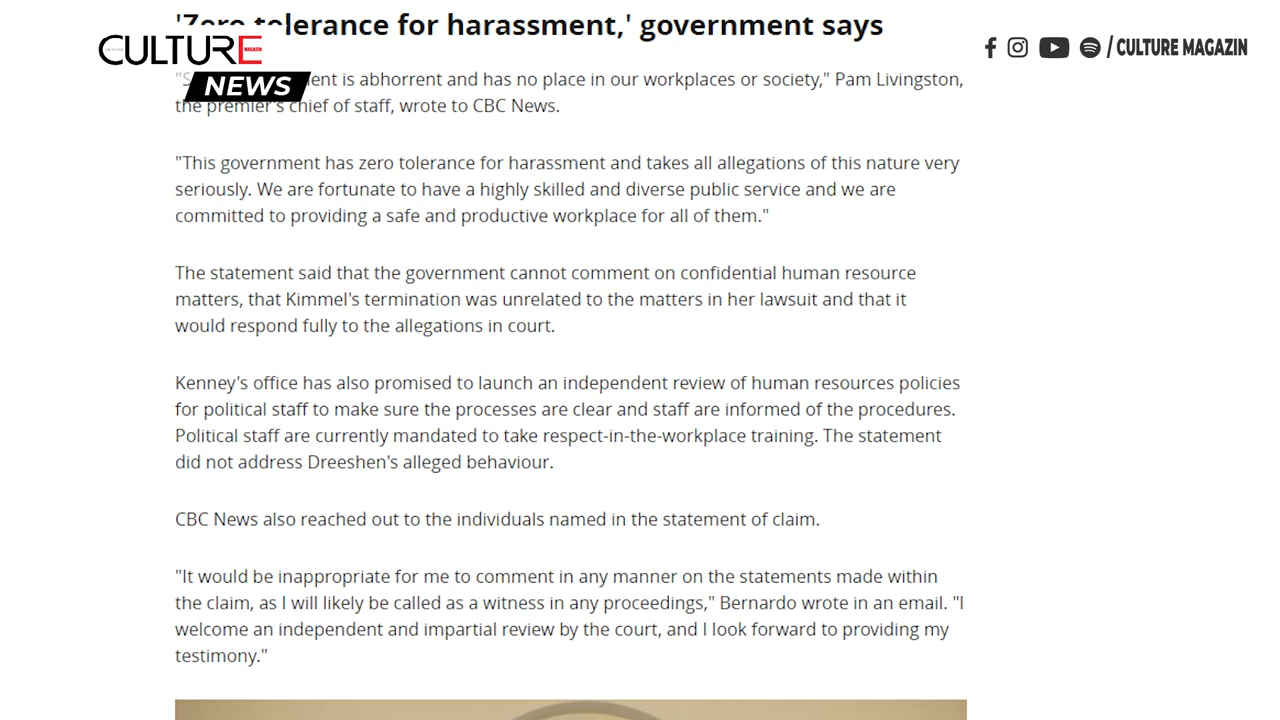 'Zero tolerance for harassment,' government says
CULTURE
MAGAZIN
NEWS
/ CULTURE MAGAZIN
is abhorrent and has no place in our workplaces or society," Pam Livingston,
the premier's chief of staff, wrote to CBC News.
"This government has zero tolerance for harassment and takes all allegations of this nature very
seriously. We are fortunate to have a highly skilled and diverse public service and we are
committed to providing a safe and productive workplace for all of them."
The statement said that the government cannot comment on confidential human resource
matters, that Kimmel's termination was unrelated to the matters in her lawsuit and that it
would respond fully to the allegations in court.
Kenney's office has also promised to launch an independent review of human resources policies
for political staff to make sure the processes are clear and staff are informed of the procedures.
Political staff are currently mandated to take respect-in-the-workplace training. The statement
did not address Dreeshen's alleged behaviour.
CBC News also reached out to the individuals named in the statement of claim.
"It would be inappropriate for me to comment in any manner on the statements made within
the claim, as I will likely be called as a witness in any proceedings," Bernardo wrote in an email. "I
welcome an independent and impartial review by the court, and I look forward to providing my
testimony."